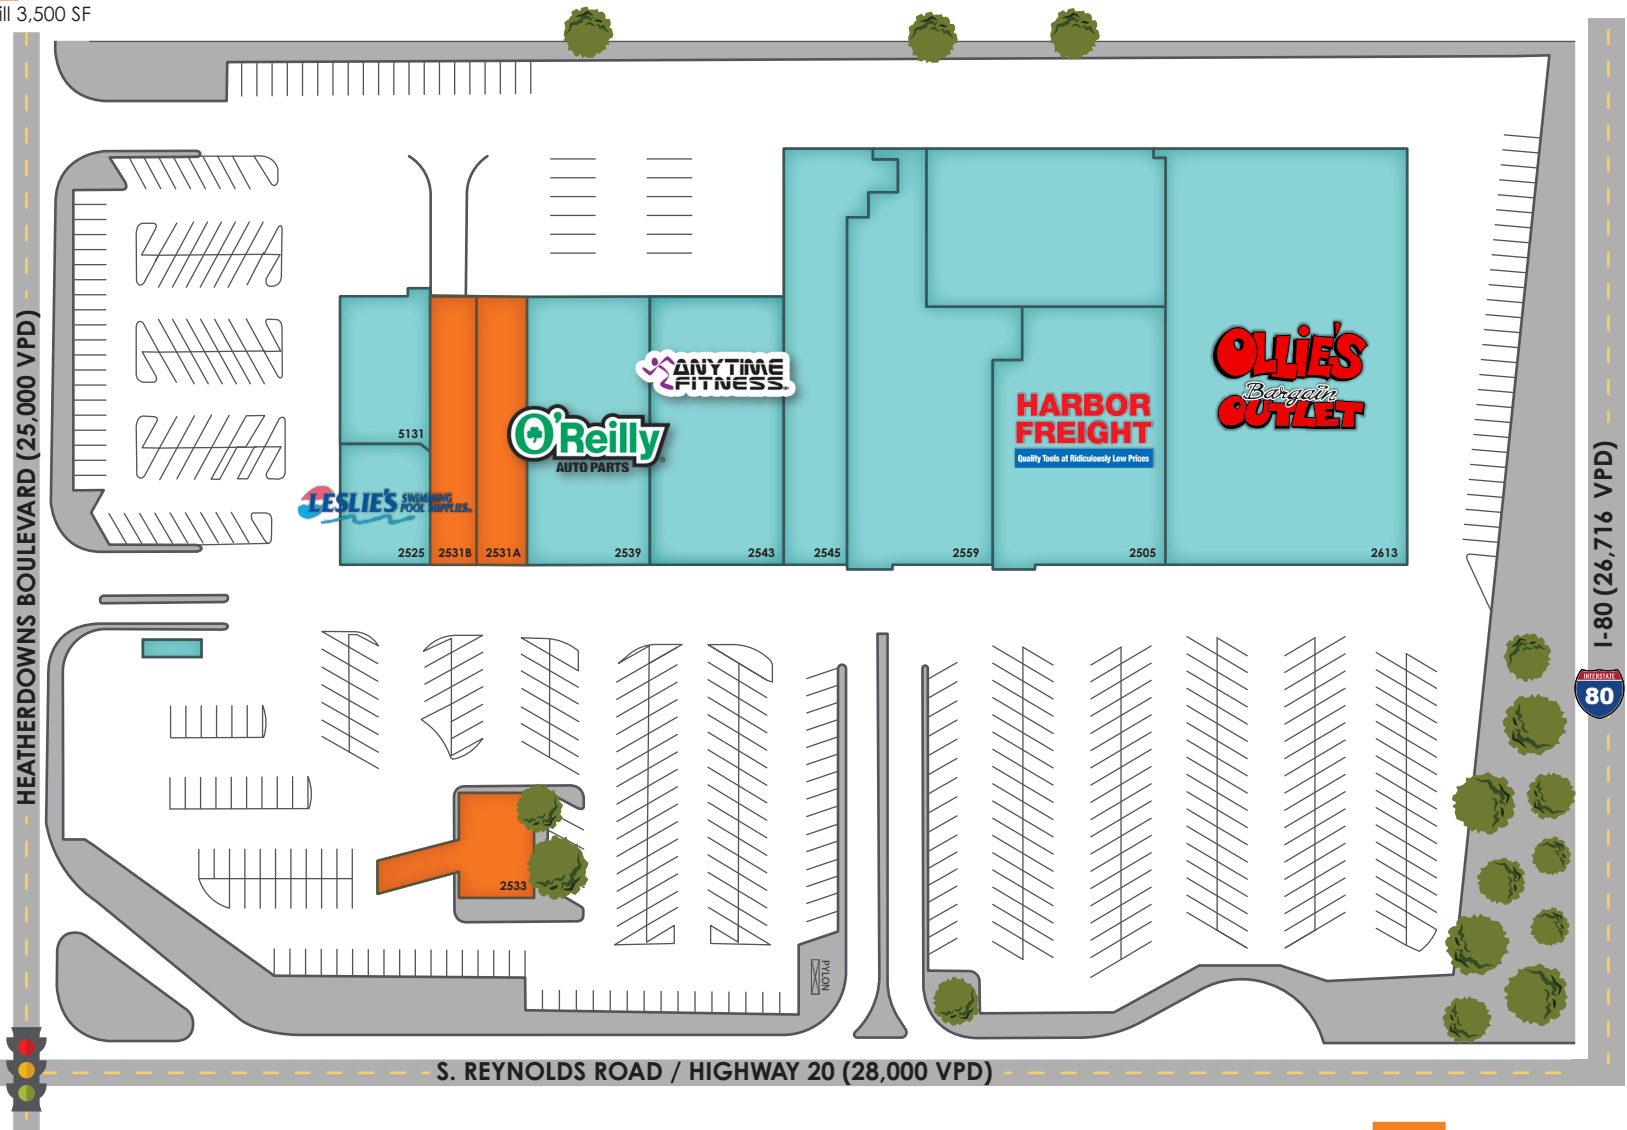 ill 3,500 SF
HEATHERDOWNS BOULEVARD (25,000 VPD)
I-80 (26,716 VPD)
INTERSTATE
80
ANYTIME
FITNESS
O'Reilly
AUTO PARTS
HARBOR
FREIGHT
Quality Tools at Ridiculously Low Prices
OLLIE'S
Bargain
OUTLET
5131
LESLIE'S SWIMMING
POOL SUPPLIES
2525
2531B
2531A
2539
2543
2545
2559
2505
2613
2533
PYLON
S. REYNOLDS ROAD / HIGHWAY 20 (28,000 VPD)